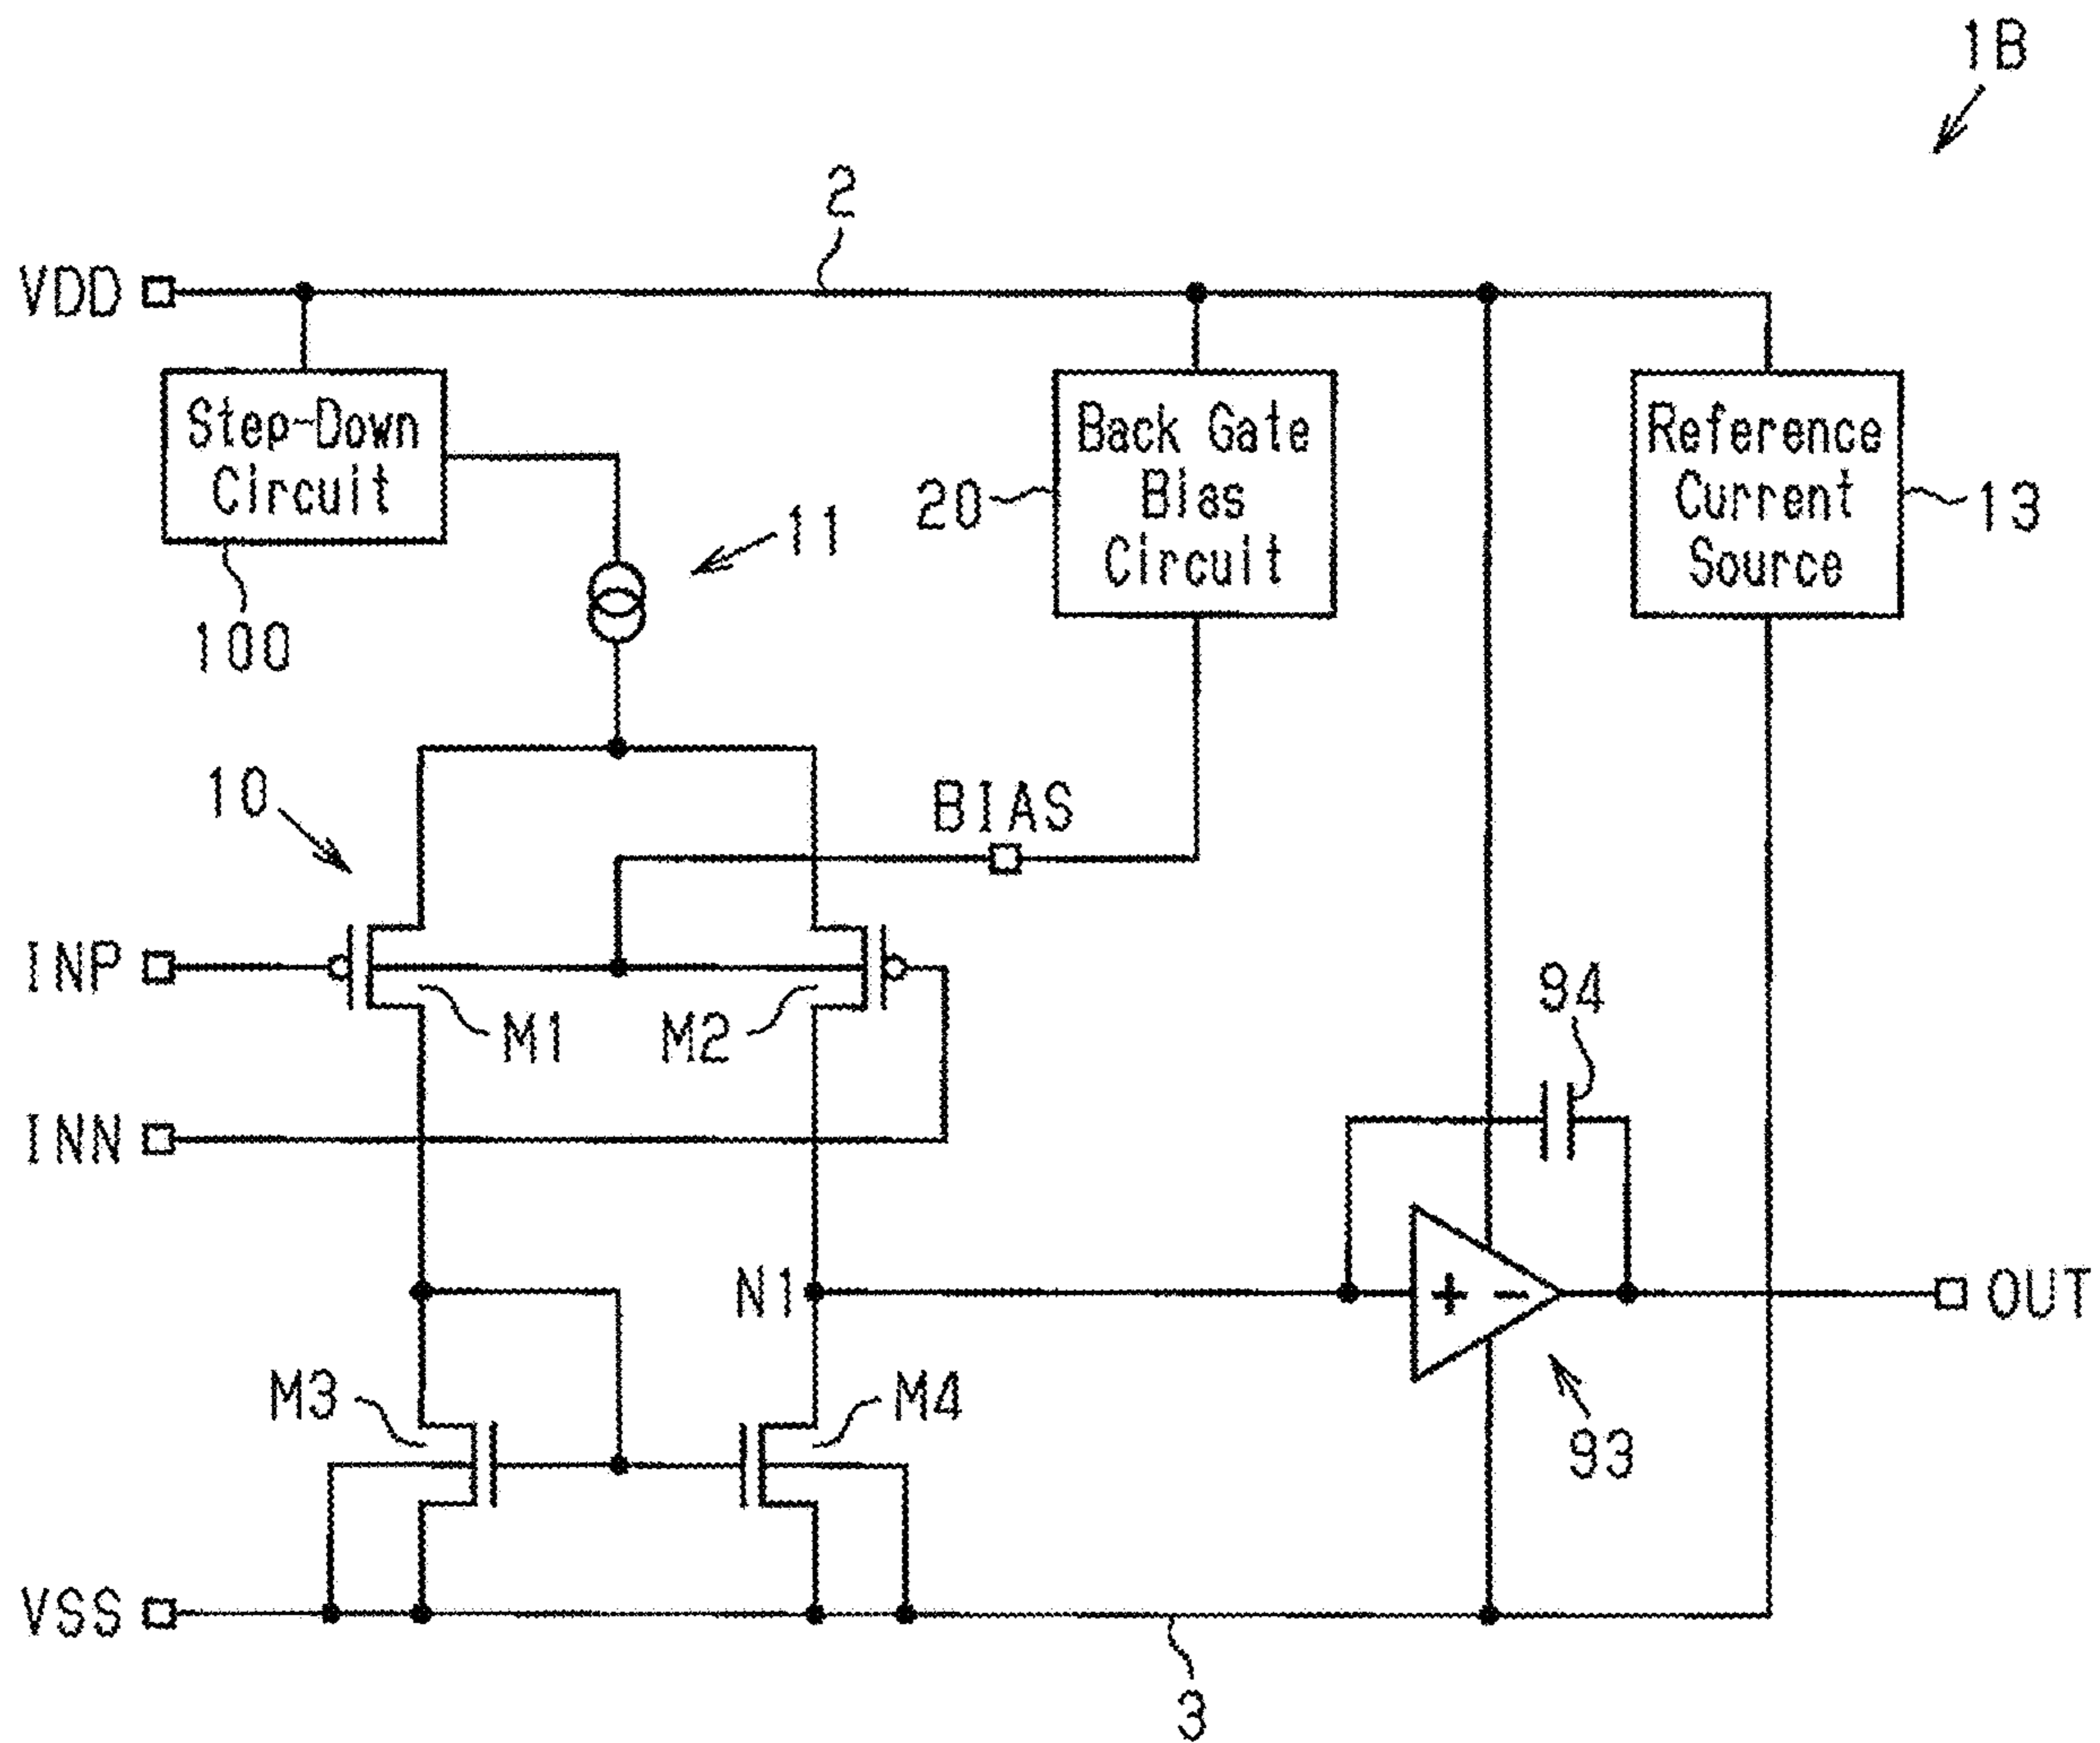 1B
2
VDD
Step-Down
Circuit
100
11
20
Back Gate
Bias
Circuit
Reference
Current
Source
13
10
BIAS
INP
M1
M2
94
INN
N1
+ -
OUT
M3
M4
93
VSS
3